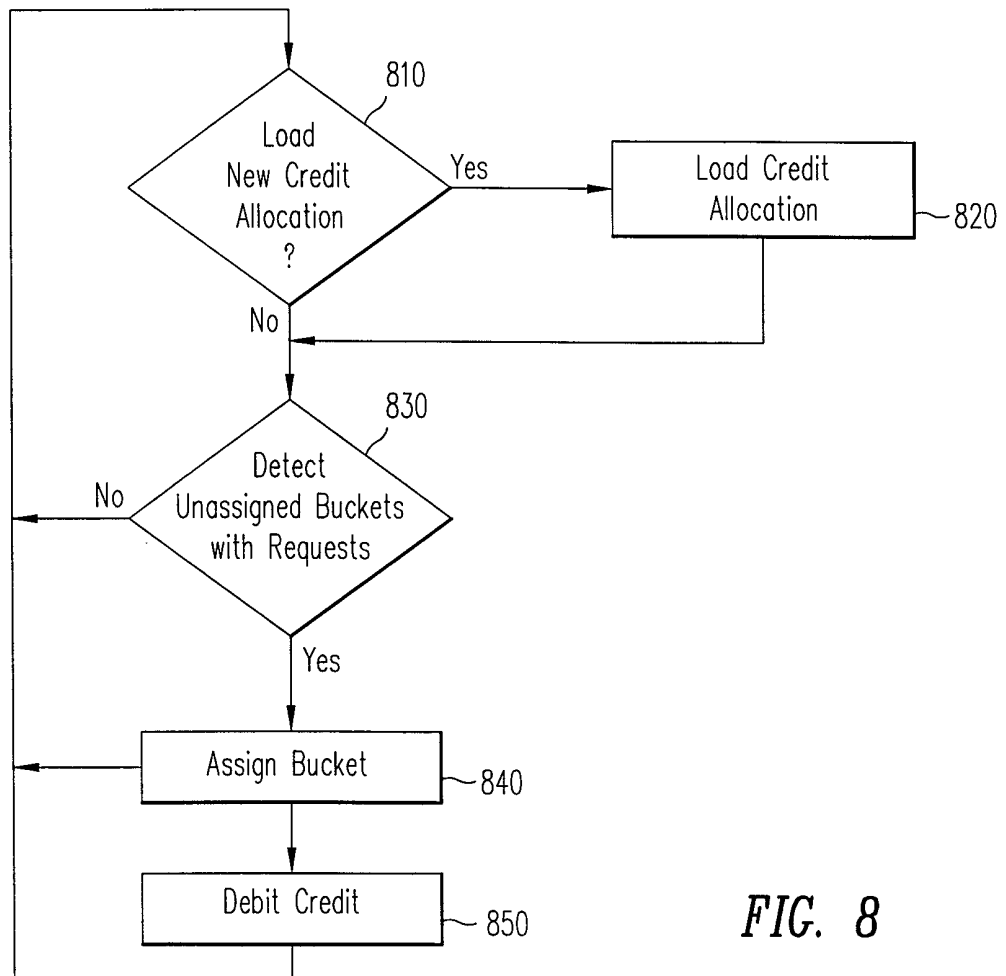 810
Load
New Credit
Allocation
?
Yes
Load Credit
Allocation
820
No
830
Detect
Unassigned Buckets
with Requests
No
Yes
Assign Bucket
840
Debit Credit
850
FIG. 8